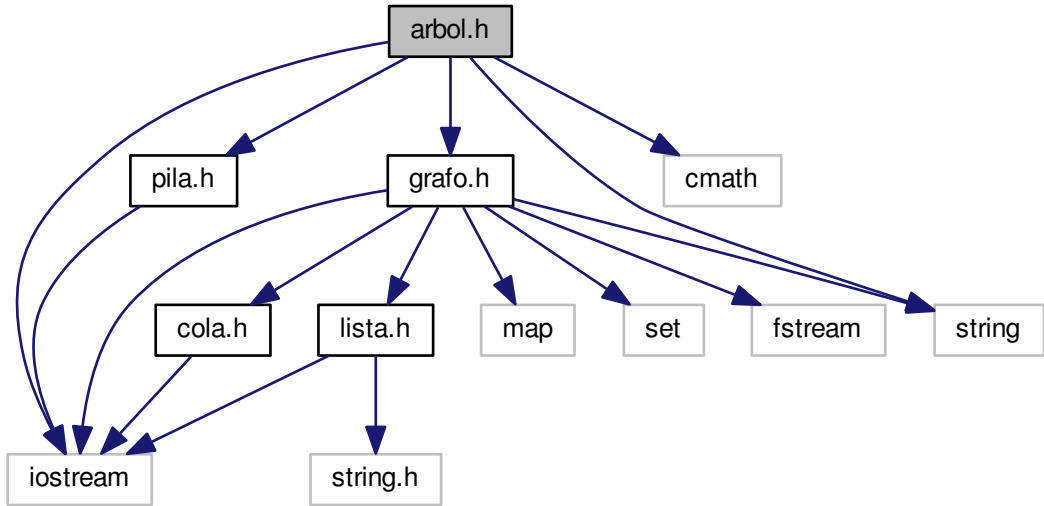 arbol.h
pila.h
grafo.h
cmath
cola.h
lista.h
map
set
fstream
string
iostream
string.h